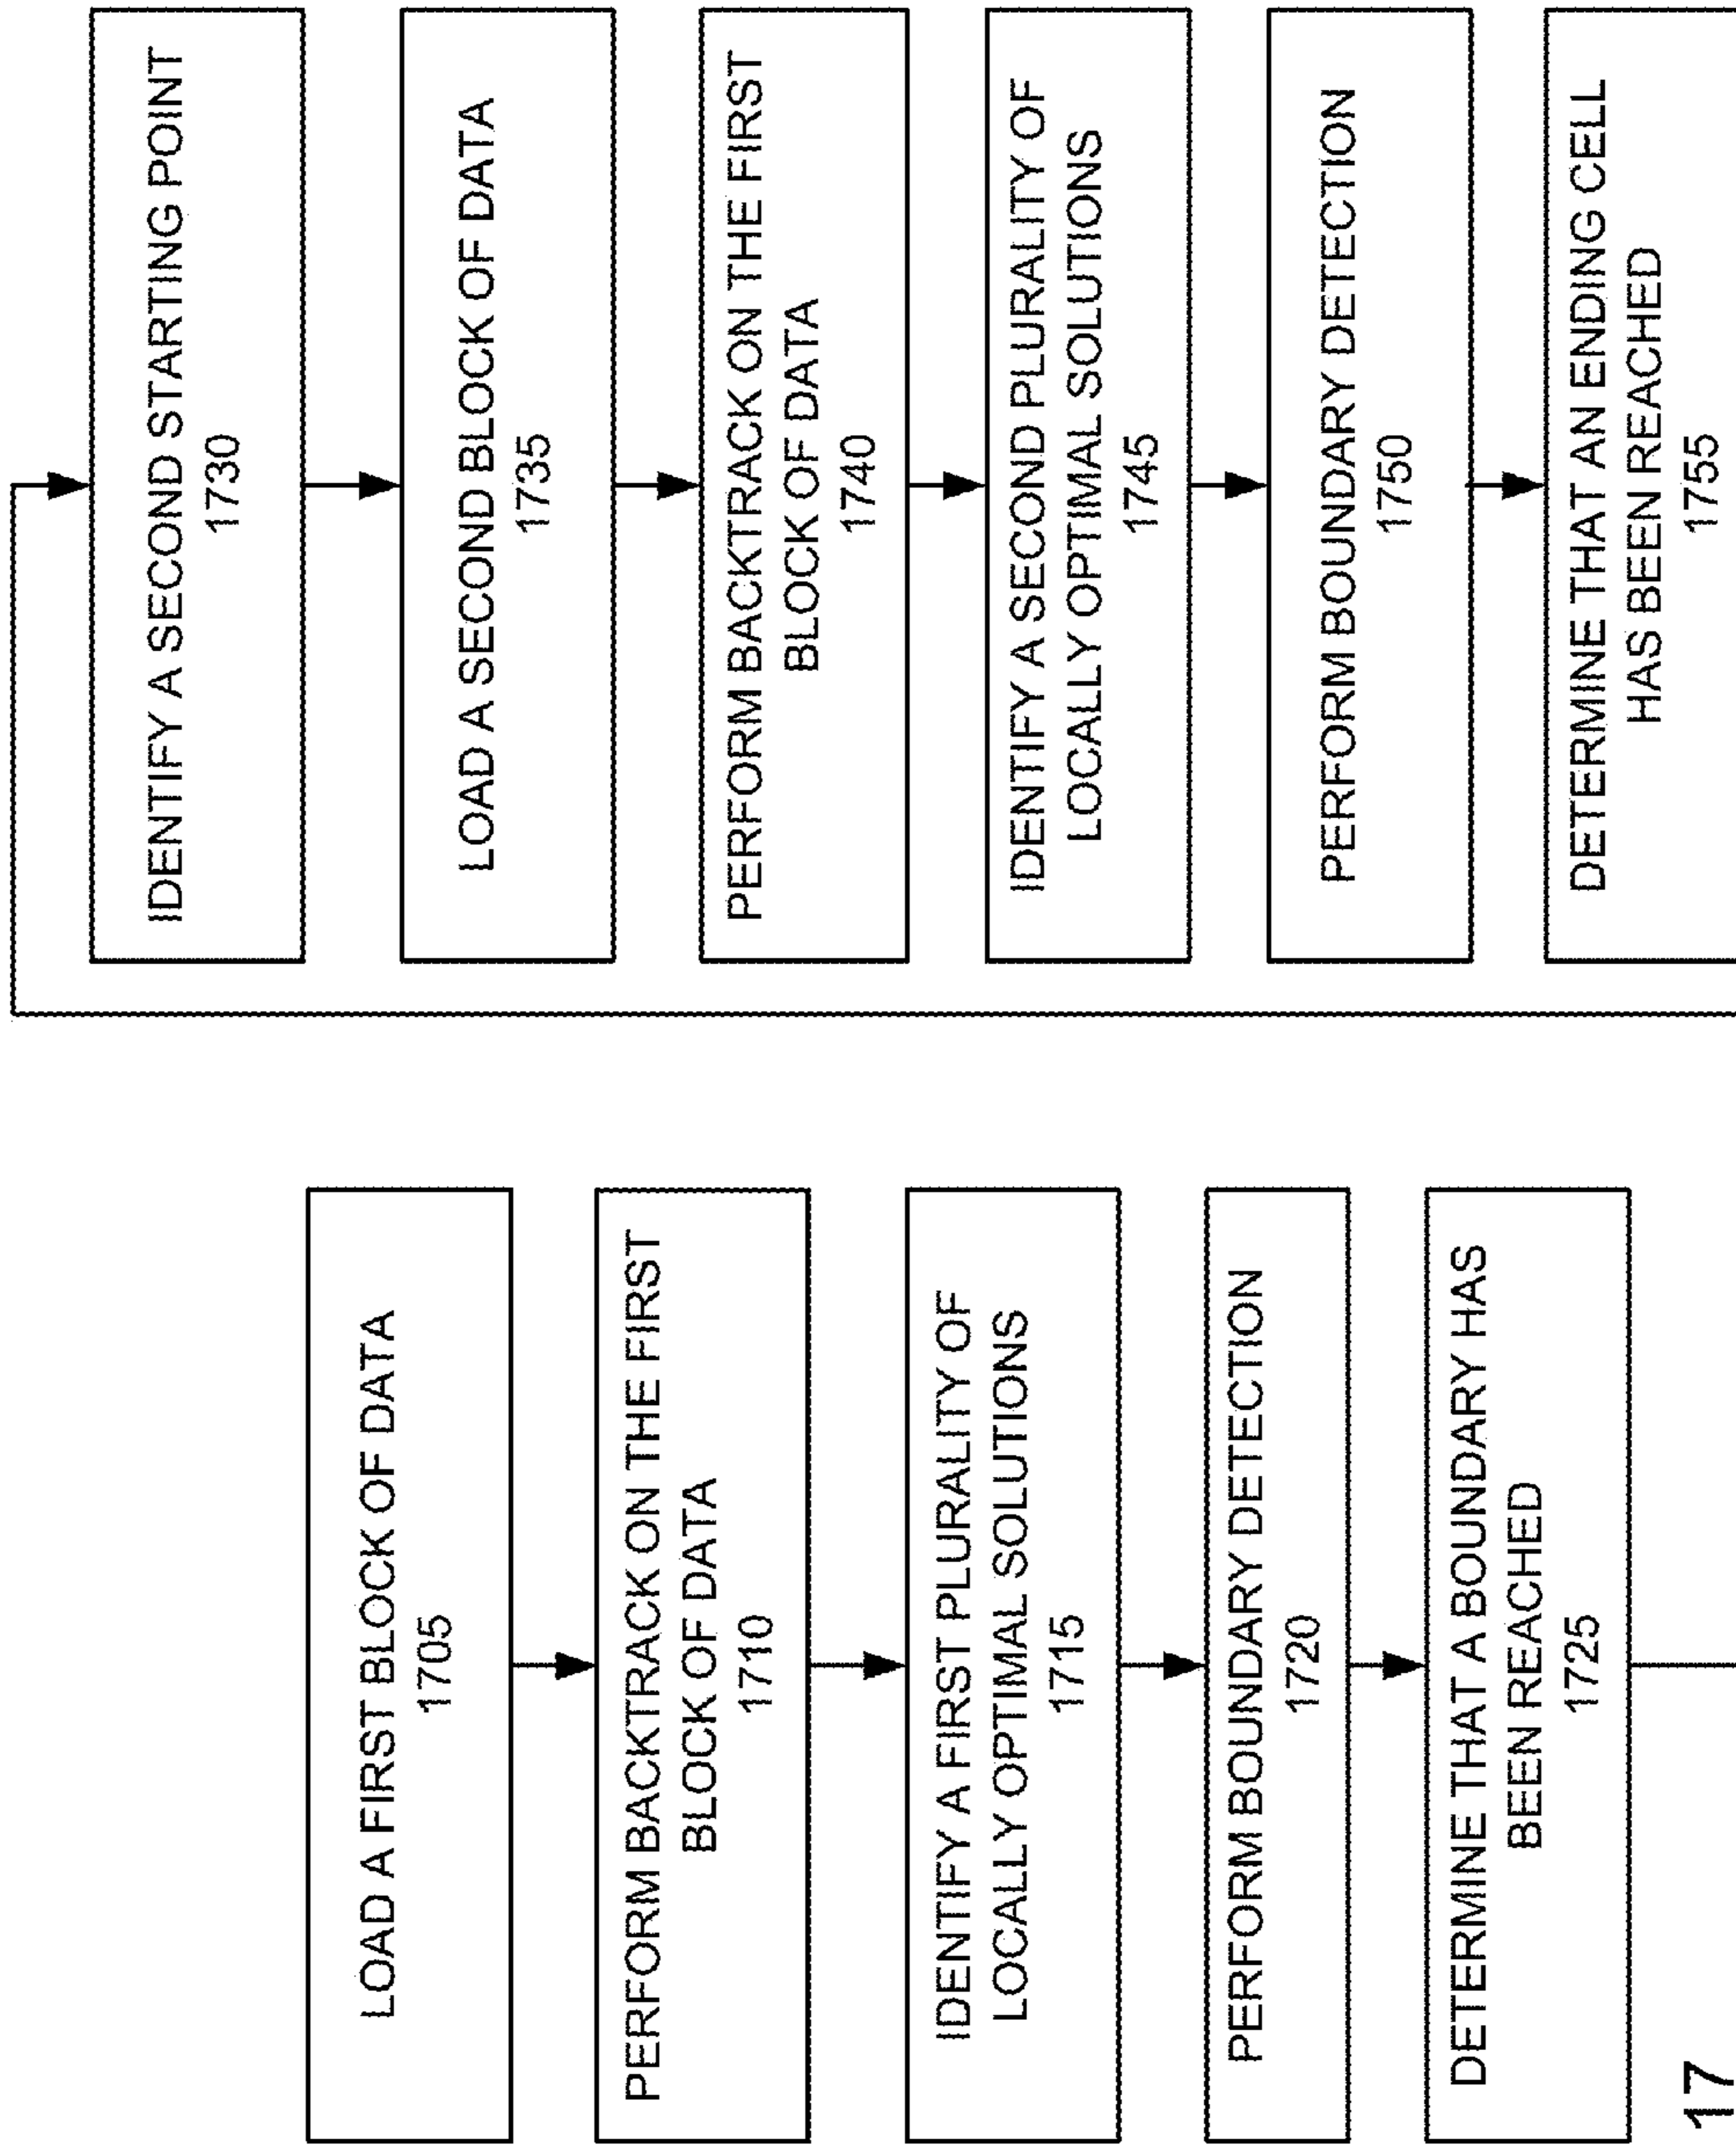 LOAD A FIRST BLOCK OF DATA
1705
PERFORM BACKTRACK ON THE FIRST
BLOCK OF DATA
1710
IDENTIFY A FIRST PLURALITY OF
LOCALLY OPTIMAL SOLUTIONS
1715
PERFORM BOUNDARY DETECTION
1720
DETERMINE THAT A BOUNDARY HAS
BEEN REACHED
1725
IDENTIFY A SECOND STARTING POINT
1730
LOAD A SECOND BLOCK OF DATA
1735
PERFORM BACKTRACK ON THE FIRST
BLOCK OF DATA
1740
IDENTIFY A SECOND PLURALITY OF
LOCALLY OPTIMAL SOLUTIONS
1745
PERFORM BOUNDARY DETECTION
1750
DETERMINE THAT AN ENDING CELL
HAS BEEN REACHED
1755
17